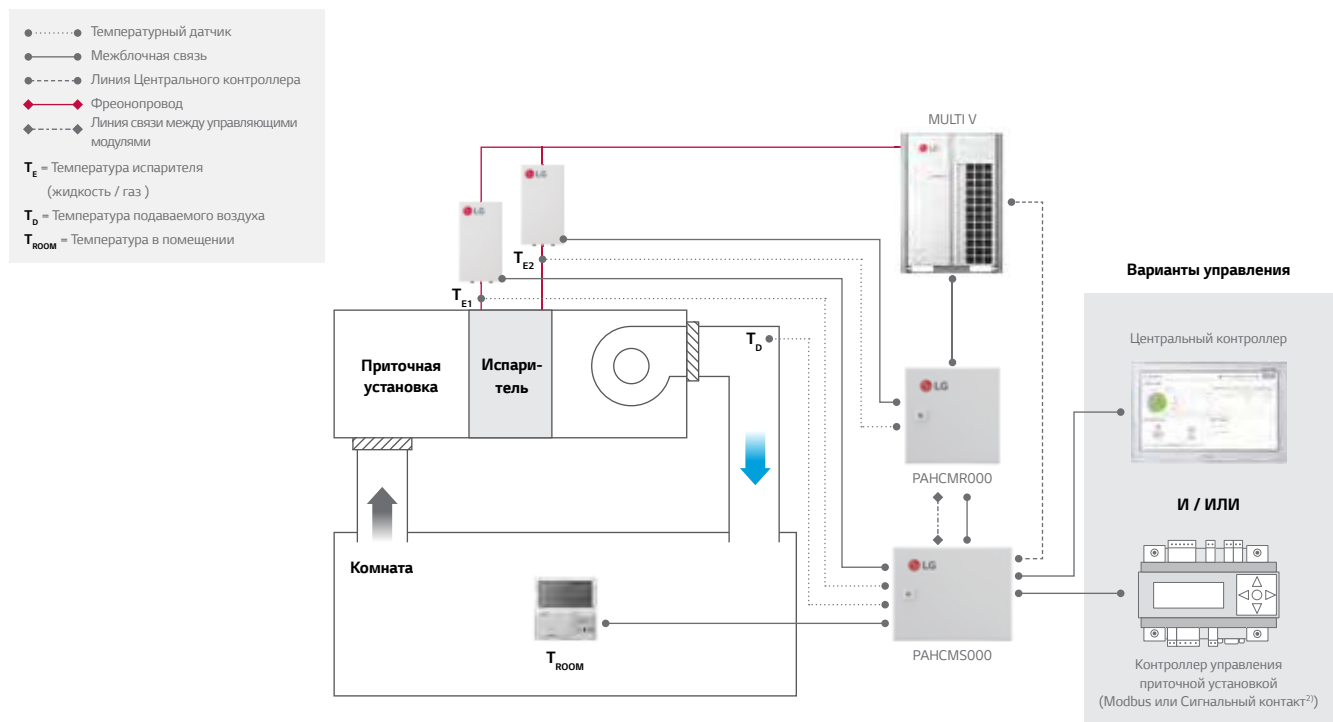 Температурный датчик
Межблочная связь
Линия Центрального контроллера
Фреонопровод
Линия связи между управляющими
модулями
TE = Температура испарителя
(жидкость / газ )
TD = Температура подаваемого воздуха
TROOM = Температура в помещении
MULTI V
LG
LG
LG
TE2
TE1
Варианты управления
Центральный контроллер
TD
Приточная
установка
Испари-
тель
LG
PAHCMR000
И / ИЛИ
Комната
LG
TROOM
PAHCMS000
Контроллер управления
приточной установкой
(Modbus или Сигнальный контакт2))